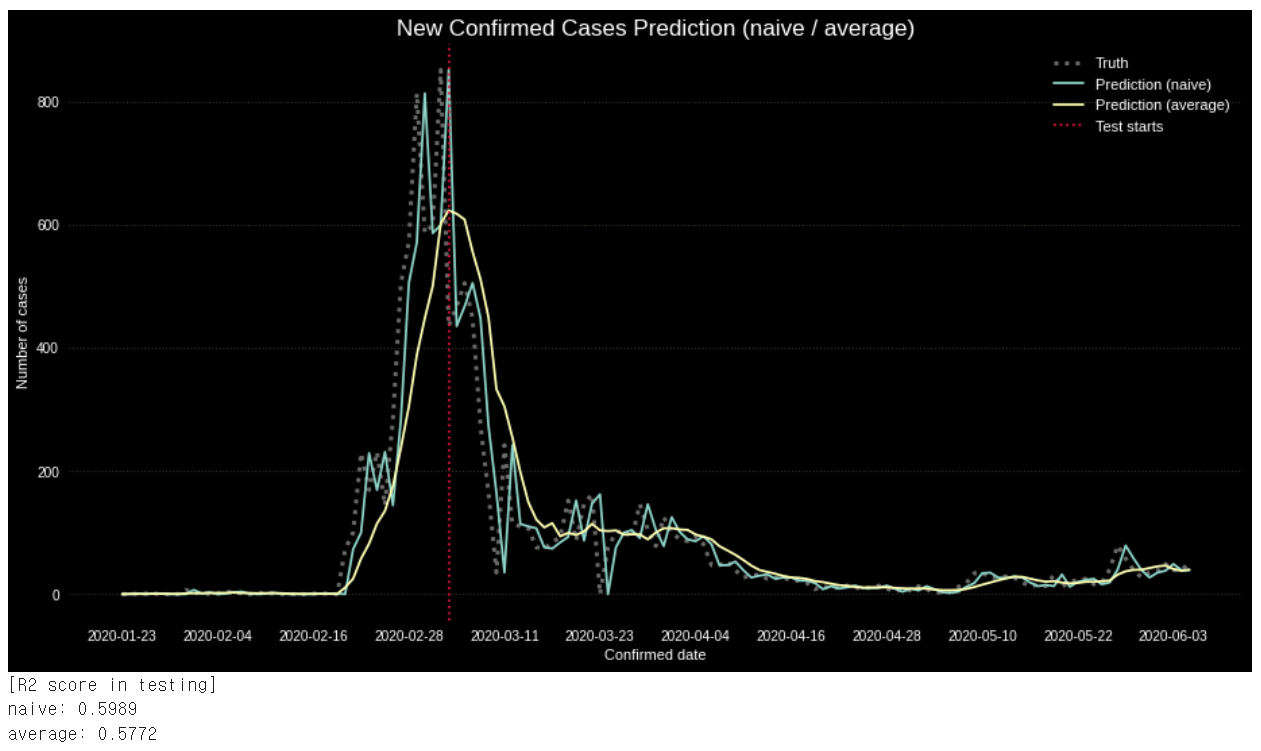 New Confirmed Cases Prediction (naive / average)
Truth
Prediction (naive)
Prediction (average)
Test starts
800
600
400
200
0
Number of cases
2020-01-23 2020-02-04 2020-02-16 2020-02-28 2020-03-11 2020-03-23 2020-04-04 2020-04-16 2020-04-28 2020-05-10 2020-05-22 2020-06-03
Confirmed date
[R2 score in testing]
naive: 0.5989
average: 0.5772